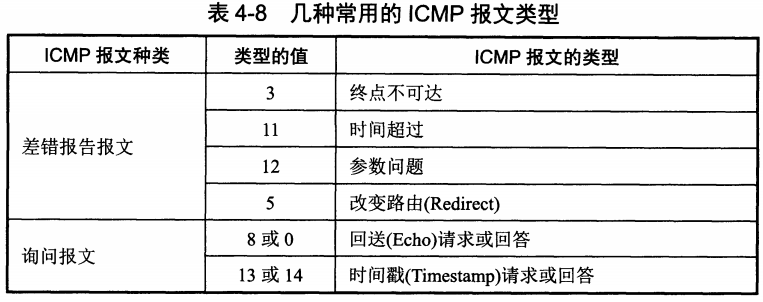 表 4-8 几种常用的 ICMP 报文类型
ICMP 报文种类 类型的值 ICMP 报文的类型
差错报告报文
3 终点不可达
11 时间超过
12 参数问题
5 改变路由(Redirect)
询问报文
8 或 0 回送(Echo)请求或回答
13 或 14 时间戳(Timestamp)请求或回答